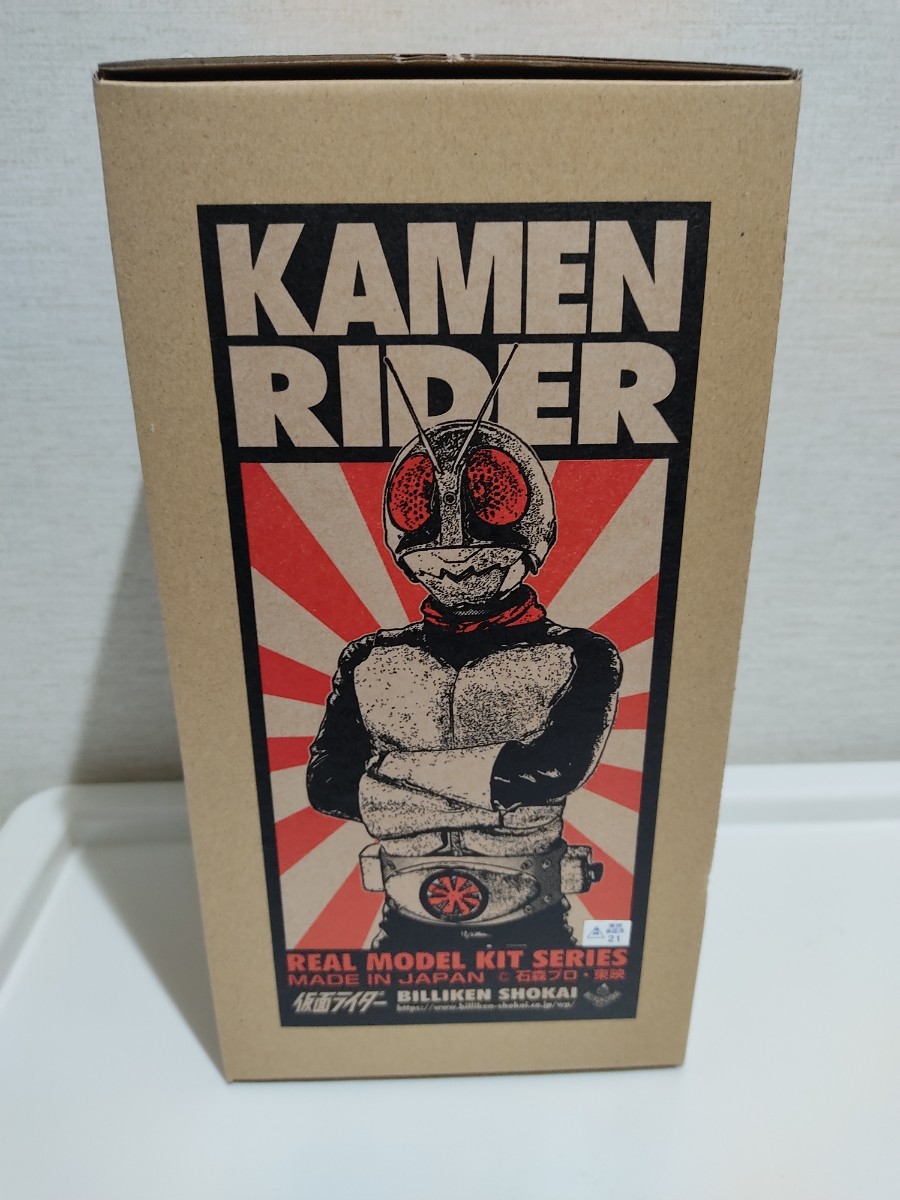 KAMEN
RIDER
21
REAL MODEL KIT SERIES
MADE IN JAPAN © 石森プロ・東映
仮面ライダー BILLIKEN SHOKAI
https://www.billiken-shokai.co.jp/wp/